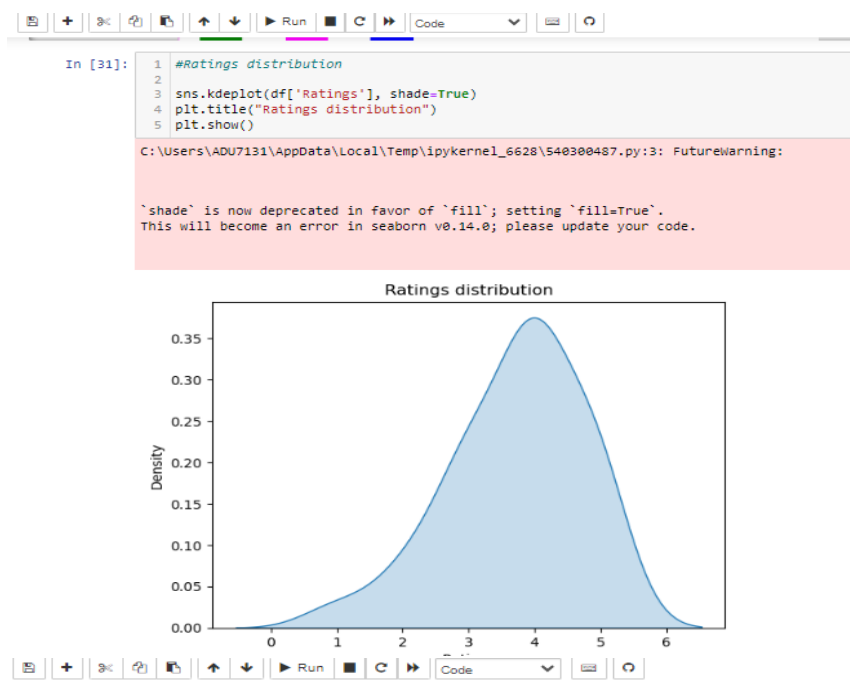 Run
Code
In [31]:
1 #Ratings distribution
2
3 sns.kdeplot(df['Ratings'], shade=True)
4 plt.title("Ratings distribution")
5 plt.show()
C:\Users\ADU7131\AppData\Local\Temp\ipykernel_6628\540300487.py:3: FutureWarning:
`shade` is now deprecated in favor of `fill`; setting `fill=True`.
This will become an error in seaborn v0.14.0; please update your code.
Ratings distribution
0.35
0.30
0.25
0.20
0.15
0.10
0.05
0.00
Density
0 1 2 3 4 5 6
Run
Code